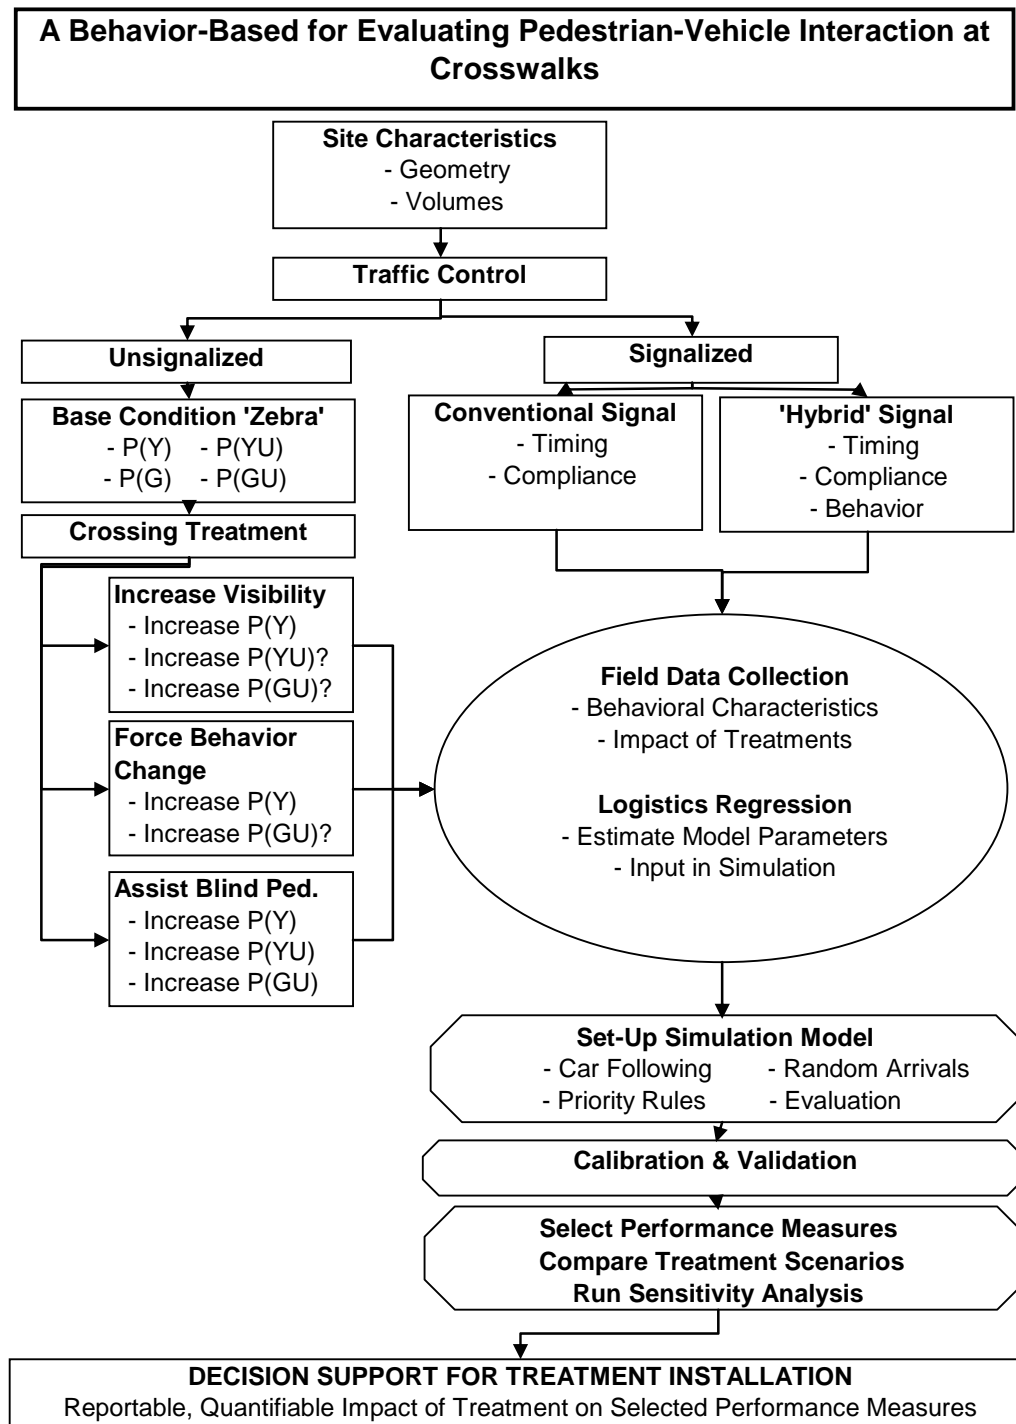 A Behavior-Based for Evaluating Pedestrian-Vehicle Interaction at
Crosswalks
Site Characteristics
- Geometry
- Volumes
Traffic Control
Unsignalized
Signalized
Base Condition 'Zebra'
- P(Y) - P(YU)
- P(G) - P(GU)
Conventional Signal
- Timing
- Compliance
'Hybrid' Signal
- Timing
- Compliance
- Behavior
Crossing Treatment
Increase Visibility
- Increase P(Y)
- Increase P(YU)?
- Increase P(GU)?
Force Behavior
Change
- Increase P(Y)
- Increase P(GU)?
Assist Blind Ped.
- Increase P(Y)
- Increase P(YU)
- Increase P(GU)
Field Data Collection
- Behavioral Characteristics
- Impact of Treatments
Logistics Regression
- Estimate Model Parameters
- Input in Simulation
Set-Up Simulation Model
- Car Following - Random Arrivals
- Priority Rules - Evaluation
Calibration & Validation
Select Performance Measures
Compare Treatment Scenarios
Run Sensitivity Analysis
DECISION SUPPORT FOR TREATMENT INSTALLATION
Reportable, Quantifiable Impact of Treatment on Selected Performance Measures